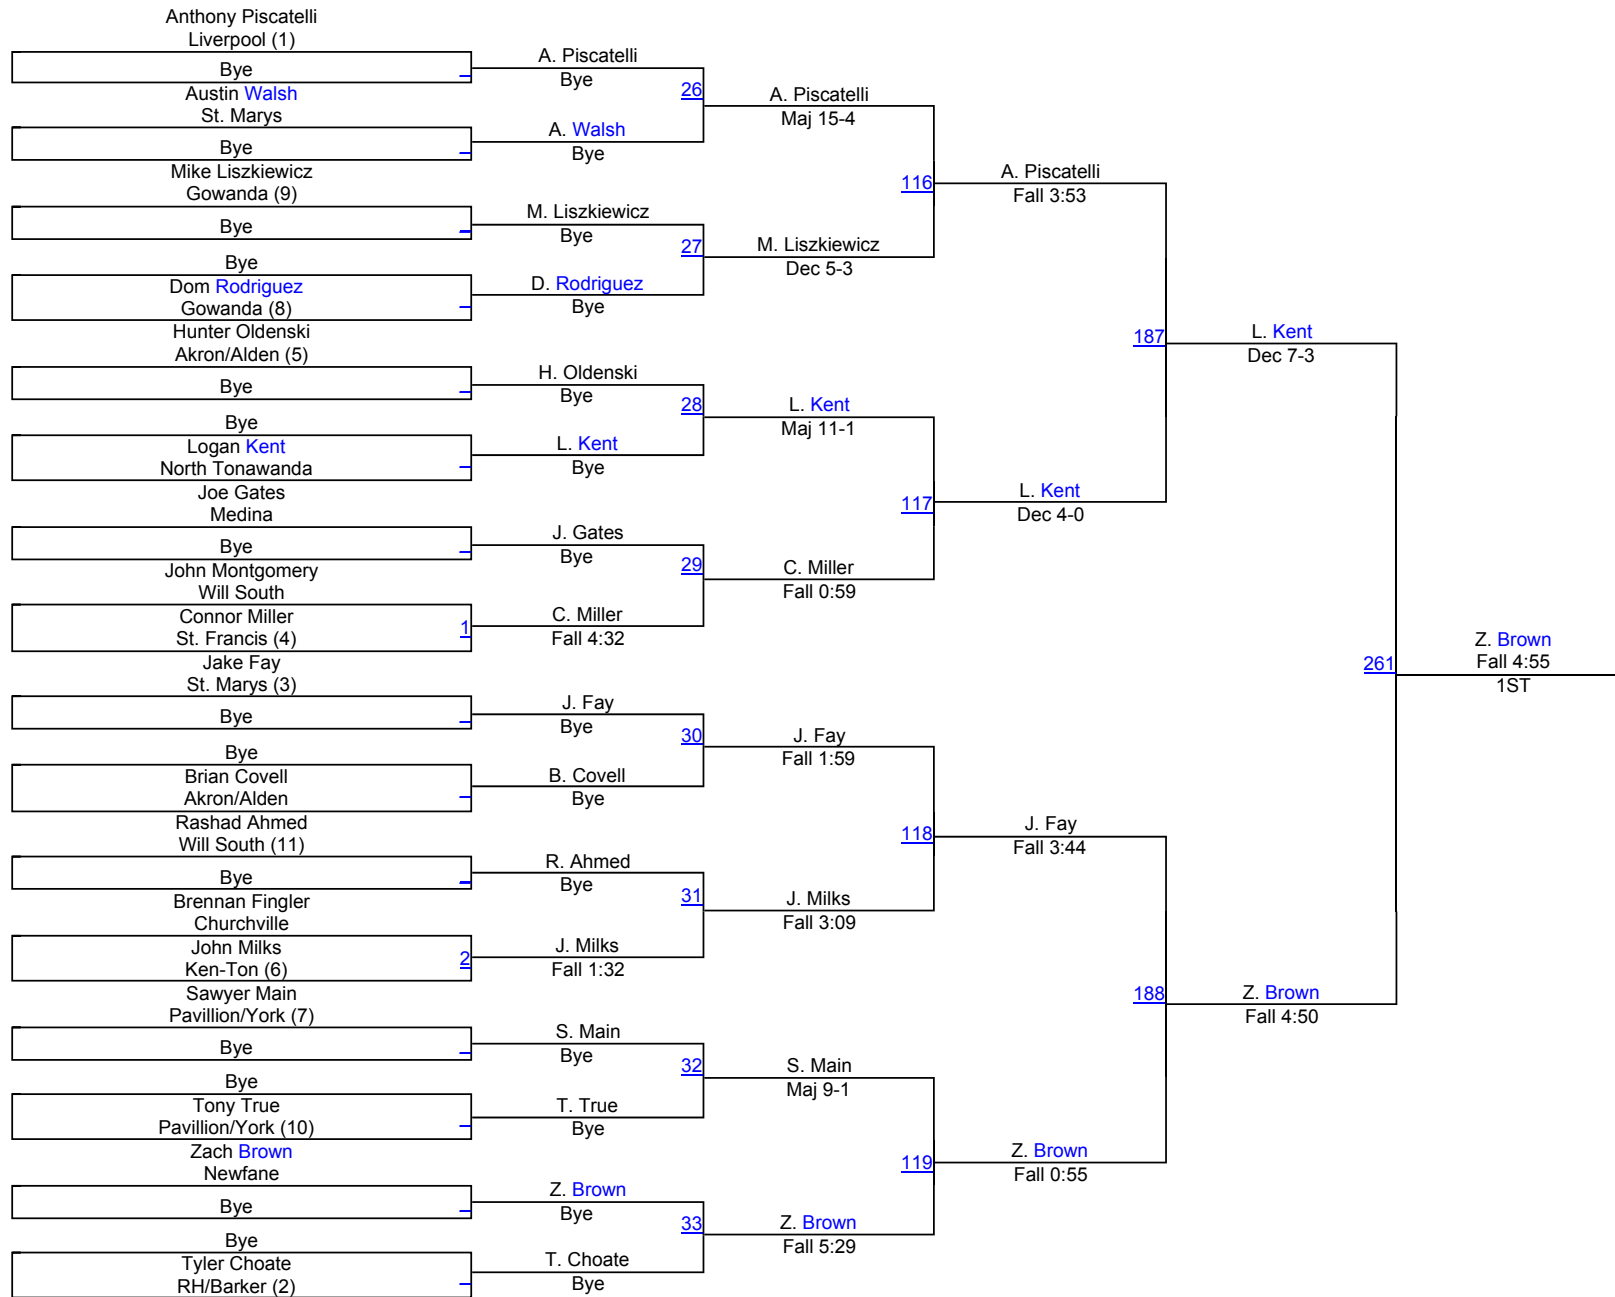 Anthony Piscatelli
Liverpool (1)
Bye
Austin Walsh
St. Marys
Bye
Mike Liszkiewicz
Gowanda (9)
Bye
Bye
Dom Rodriguez
Gowanda (8)
Hunter Oldenski
Akron/Alden (5)
Bye
Bye
Logan Kent
North Tonawanda
Joe Gates
Medina
Bye
John Montgomery
Will South
Connor Miller
St. Francis (4)
1
Jake Fay
St. Marys (3)
Bye
Bye
Brian Covell
Akron/Alden
Rashad Ahmed
Will South (11)
Bye
Brennan Fingler
Churchville
John Milks
Ken-Ton (6)
2
Sawyer Main
Pavillion/York (7)
Bye
Bye
Tony True
Pavillion/York (10)
Zach Brown
Newfane
Bye
Bye
Tyler Choate
RH/Barker (2)
A. Piscatelli
Bye
26
A. Walsh
Bye
M. Liszkiewicz
Bye
27
D. Rodriguez
Bye
H. Oldenski
Bye
28
L. Kent
Bye
J. Gates
Bye
29
C. Miller
Fall 4:32
J. Fay
Bye
30
B. Covell
Bye
R. Ahmed
Bye
31
J. Milks
Fall 1:32
S. Main
Bye
32
T. True
Bye
Z. Brown
Bye
33
T. Choate
Bye
A. Piscatelli
Maj 15-4
116
M. Liszkiewicz
Dec 5-3
L. Kent
Maj 11-1
117
C. Miller
Fall 0:59
J. Fay
Fall 1:59
118
J. Milks
Fall 3:09
S. Main
Maj 9-1
119
Z. Brown
Fall 5:29
A. Piscatelli
Fall 3:53
187
L. Kent
Dec 4-0
J. Fay
Fall 3:44
188
Z. Brown
Fall 0:55
L. Kent
Dec 7-3
261
Z. Brown
Fall 4:50
Z. Brown
Fall 4:55
1ST